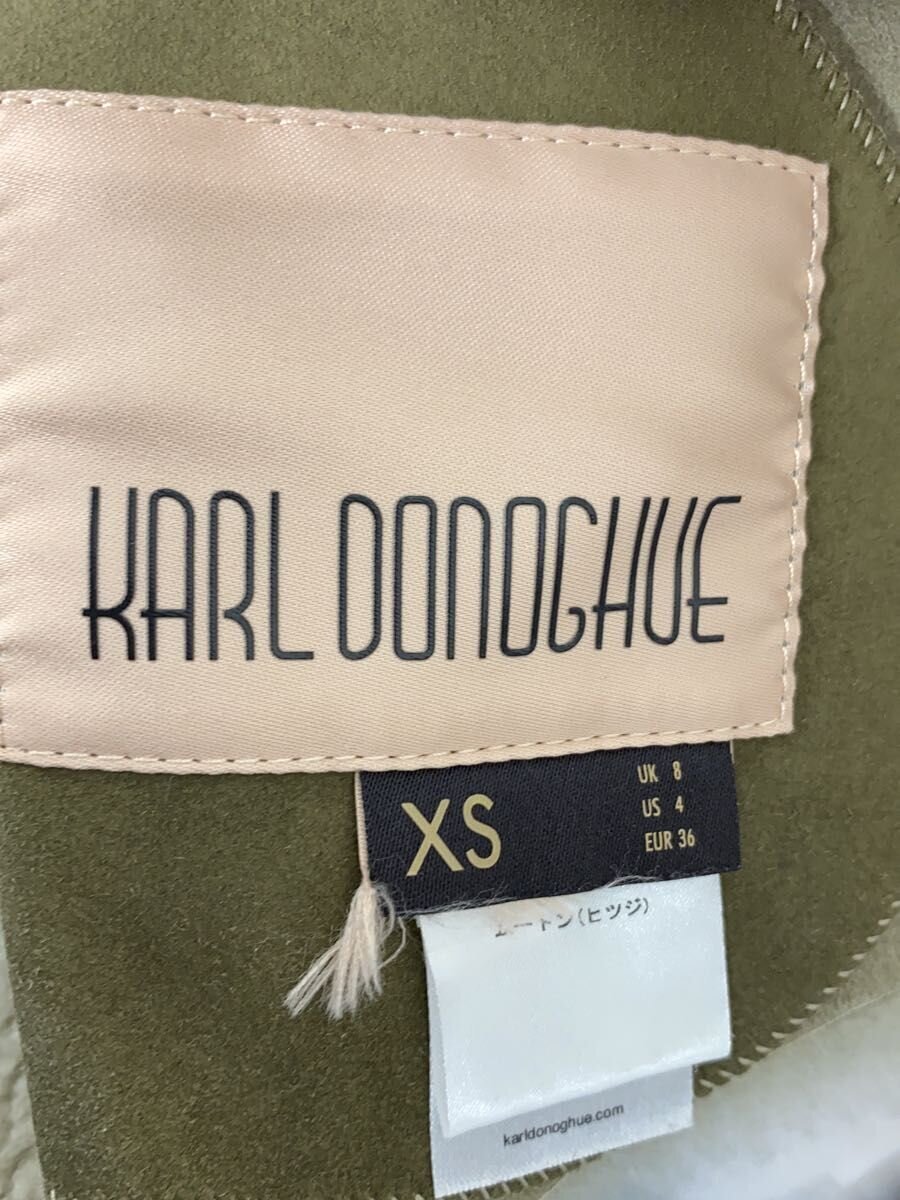 KARL DONOGHUE
XS
UK 8
US 4
EUR 36
ムートン(ヒツジ)
karldonoghue.com